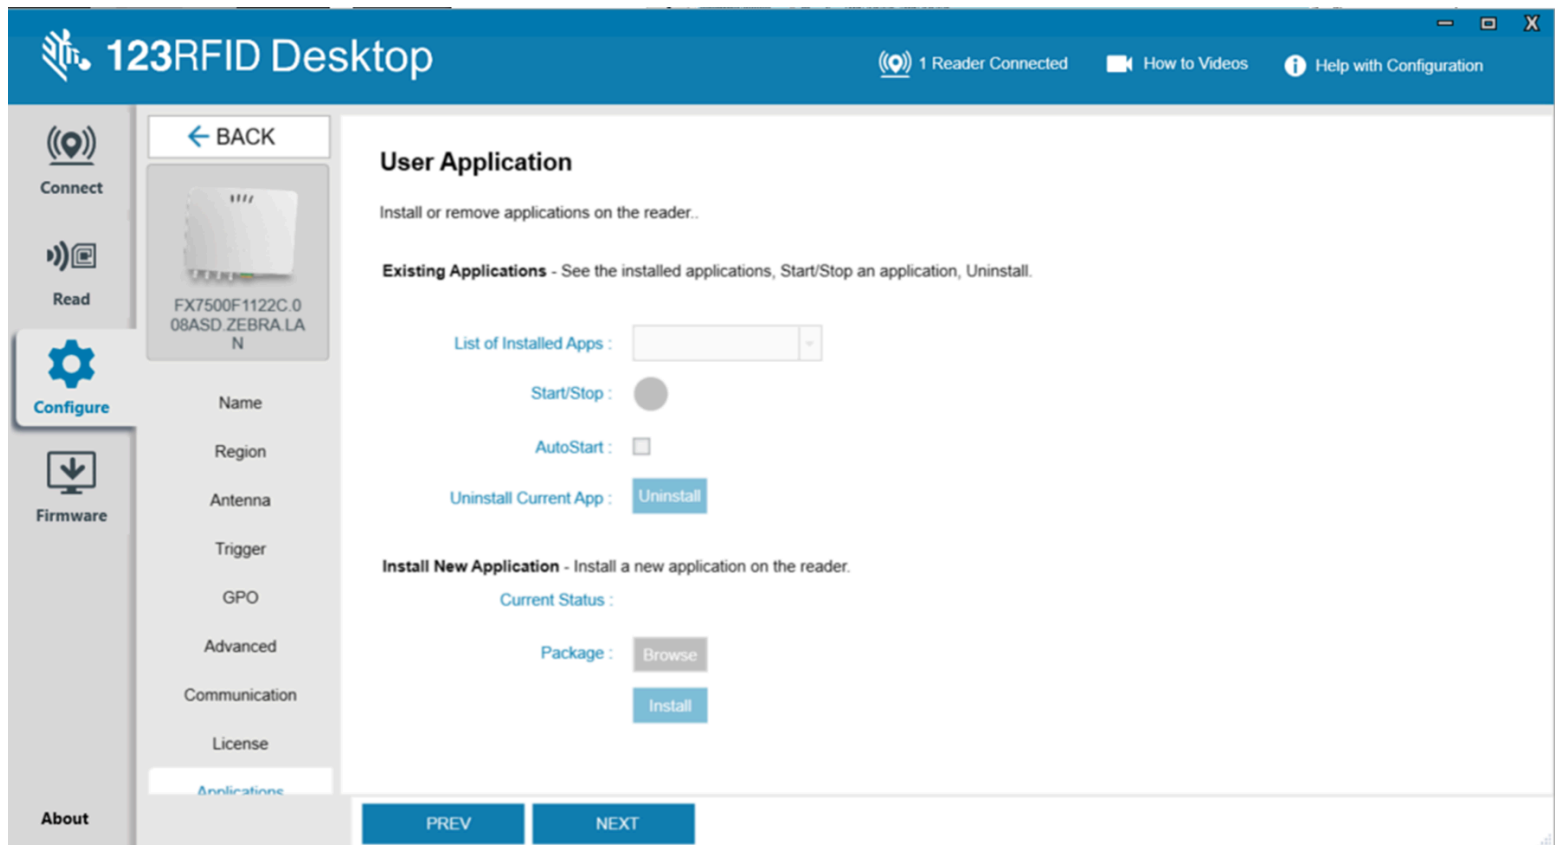 123RFID Desktop
1 Reader Connected
How to Videos
Help with Configuration
Connect
Read
Configure
Firmware
About
BACK
FX7500F1122C.0
08ASD.ZEBRA.LA
N
Name
Region
Antenna
Trigger
GPO
Advanced
Communication
License
Applications
User Application
Install or remove applications on the reader..
Existing Applications - See the installed applications, Start/Stop an application, Uninstall.
List of Installed Apps :
Start/Stop :
AutoStart :
Uninstall Current App : Uninstall
Install New Application - Install a new application on the reader.
Current Status :
Package : Browse
Install
PREV NEXT